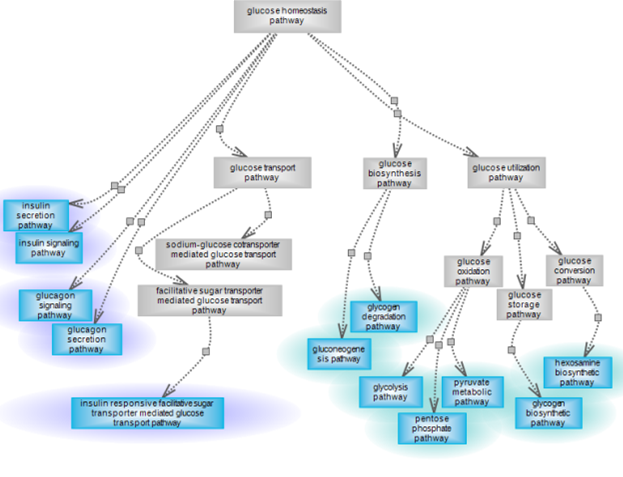 glucose homeostasis
pathway
glucose transport
pathway
glucose
biosynthesis
pathway
glucose utilization
pathway
insulin
secretion
pathway
insulin signaling
pathway
sodium-glucose cotransporter
mediated glucose transport
pathway
glucose
oxidation
pathway
glucose
conversion
pathway
facilitative sugar transporter
mediated glucose transport
pathway
glucose
storage
pathway
glucagon
signaling
pathway
glycogen
degradation
pathway
glucagon
secretion
pathway
gluconeogene
sis pathway
hexosamine
biosynthetic
pathway
glycolysis
pathway
pyruvate
metabolic
pathway
insulin responsive facilitative sugar
transporter mediated glucose
transport pathway
glycogen
biosynthetic
pathway
pentose
phosphate
pathway